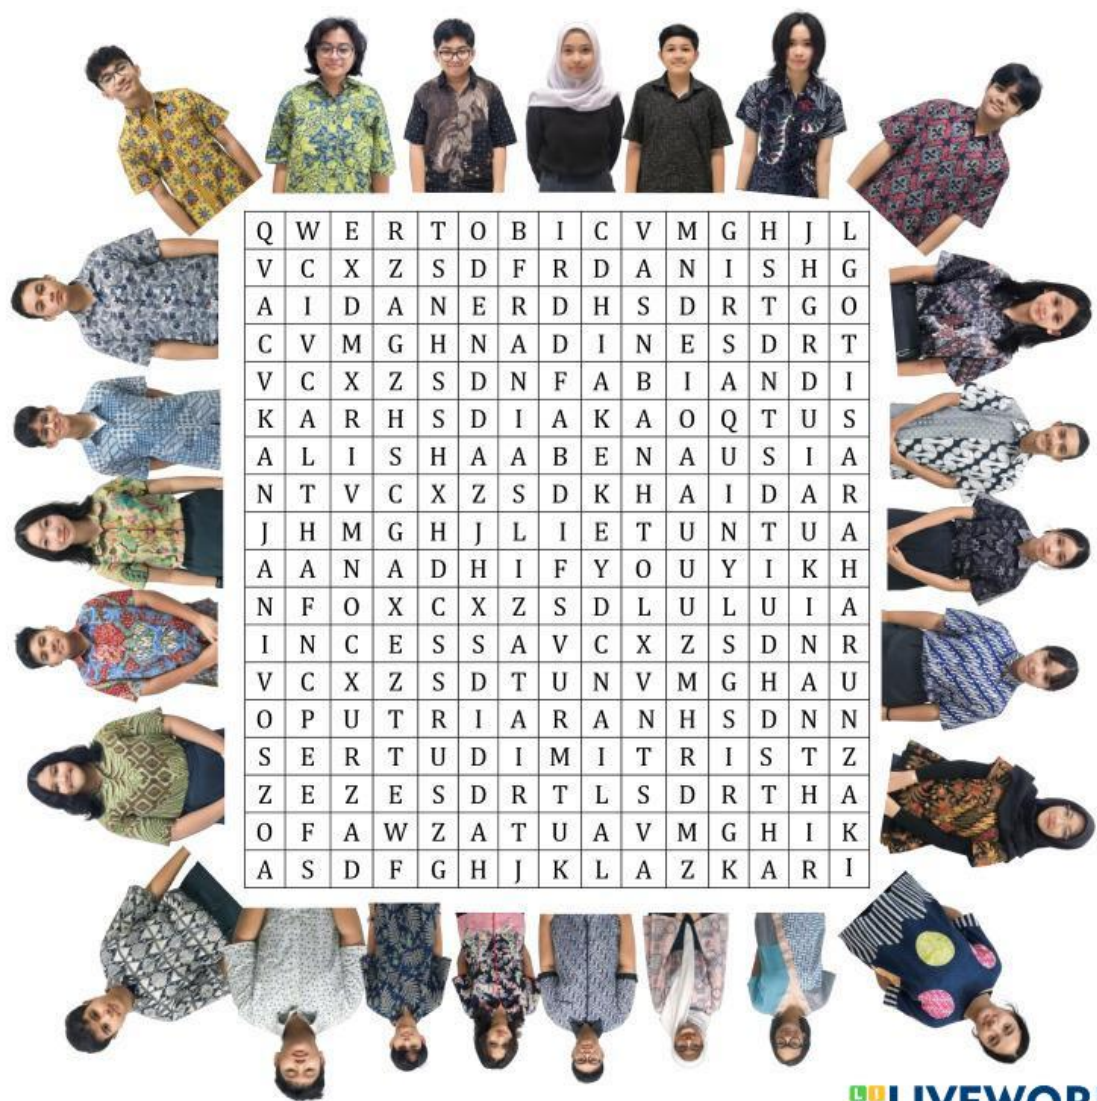 Q W E R T O B I C V M G H J L
V C X Z S D F R D A N I S H G
A I D A N E R D H S D R T G O
C V M G H N A D I N E S D R T
V C X Z S D N F A B I A N D I
K A R H S D I A K A O Q T U S
A L I S H A A B E N A U S I A
N T V C X Z S D K H A I D A R
J H M G H J L I E T U N T U A
A A N A D H I F Y O U Y I K H
N F O X C X Z S D L U L U I A
I N C E S S A V C X Z S D N R
V C X Z S D T U N V M G H A U
O P U T R I A R A N H S D N N
S E R T U D I M I T R I S T Z
Z E Z E S D R T L S D R T H A
O F A W Z A T U A V M G H I K
A S D F G H J K L A Z K A R I